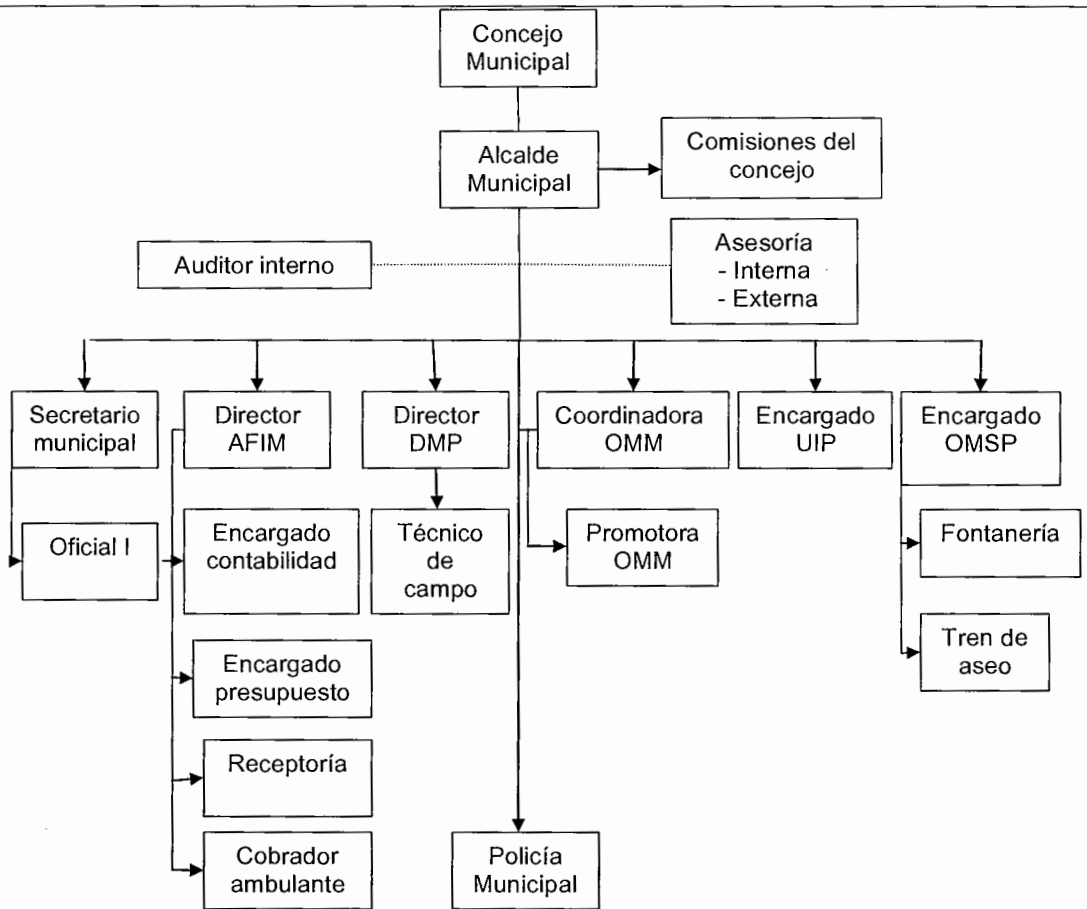 Concejo
Municipal
Alcalde
Municipal
Comisiones del
concejo
Auditor interno
Asesoría
- Interna
- Externa
Secretario
municipal
Director
AFIM
Director
DMP
Coordinadora
OMM
Encargado
UIP
Encargado
OMSP
Oficial I
Encargado
contabilidad
Técnico
de
campo
Promotora
OMM
Fontanería
Encargado
presupuesto
Tren de
aseo
Receptoría
Cobrador
ambulante
Policía
Municipal